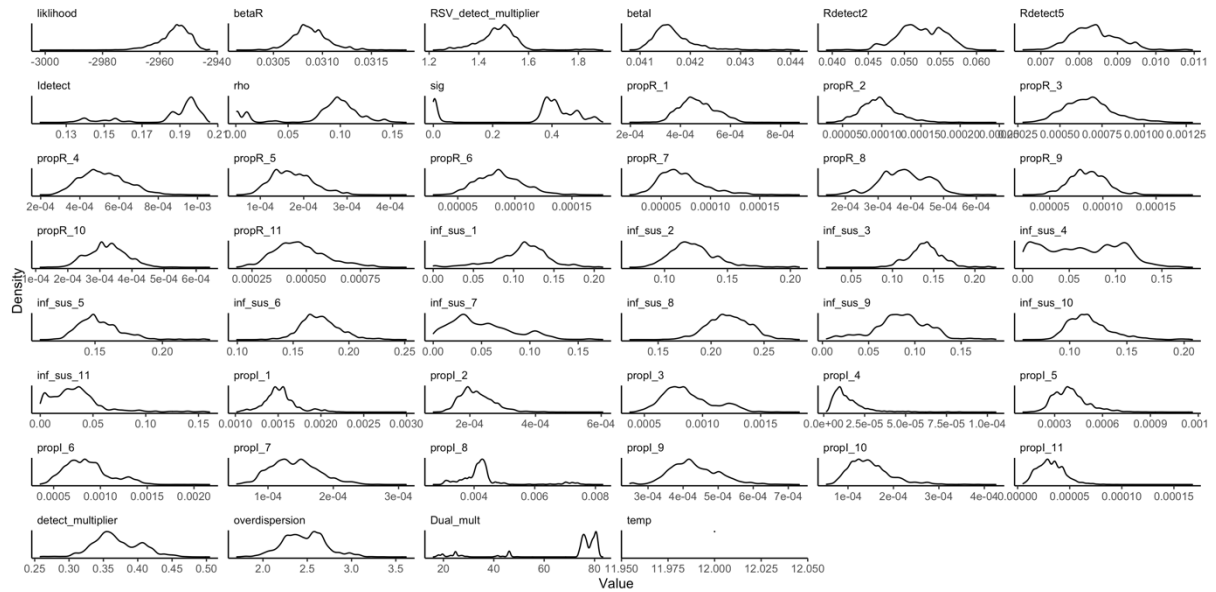 liklihood betaR RSV_detect_multiplier betaI Rdetect2 Rdetect5
-3000 -2980 -2960 -2940 0.0305 0.0310 0.0315 1.2 1.4 1.6 1.8 0.041 0.042 0.043 0.044 0.040 0.045 0.050 0.055 0.060 0.007 0.008 0.009 0.010 0.011
Idetect rho sig propR_1 propR_2 propR_3
0.13 0.15 0.17 0.19 0.21 0.00 0.05 0.10 0.15 0.0 0.2 0.4 2e-04 4e-04 6e-04 8e-04 0.00005 0.00010 0.00015 0.00020 0.00050 0.00075 0.00100 0.00125
propR_4 propR_5 propR_6 propR_7 propR_8 propR_9
2e-04 4e-04 6e-04 8e-04 1e-03 1e-04 2e-04 3e-04 4e-04 0.00005 0.00010 0.00015 0.00005 0.00010 0.00015 2e-04 3e-04 4e-04 5e-04 6e-04 0.00005 0.00010 0.00015
propR_10 propR_11 inf_sus_1 inf_sus_2 inf_sus_3 inf_sus_4
1e-04 2e-04 3e-04 4e-04 5e-04 6e-04 0.00025 0.00050 0.00075 0.00 0.05 0.10 0.15 0.20 0.10 0.15 0.20 0.05 0.10 0.15 0.20 0.00 0.05 0.10 0.15
Density
inf_sus_5 inf_sus_6 inf_sus_7 inf_sus_8 inf_sus_9 inf_sus_10
0.15 0.20 0.10 0.15 0.20 0.25 0.00 0.05 0.10 0.15 0.15 0.20 0.25 0.00 0.05 0.10 0.15 0.10 0.15 0.20
inf_sus_11 propI_1 propI_2 propI_3 propI_4 propI_5
0.00 0.05 0.10 0.15 0.0010 0.0015 0.0020 0.0025 0.0030 2e-04 4e-04 6e-04 0.0005 0.0010 0.0015 0.0e+00 2.5e-05 5.0e-05 7.5e-05 1.0e-04 0.0003 0.0006 0.0009 0.001
propI_6 propI_7 propI_8 propI_9 propI_10 propI_11
0.0005 0.0010 0.0015 0.0020 1e-04 2e-04 3e-04 0.004 0.006 0.008 3e-04 4e-04 5e-04 6e-04 7e-04 1e-04 2e-04 3e-04 4e-04 0.00000 0.00005 0.00010 0.00015
detect_multiplier overdispersion Dual_mult temp
0.25 0.30 0.35 0.40 0.45 0.50 2.0 2.5 3.0 3.5 20 40 60 80 11.950 11.975 12.000 12.025 12.050
Value